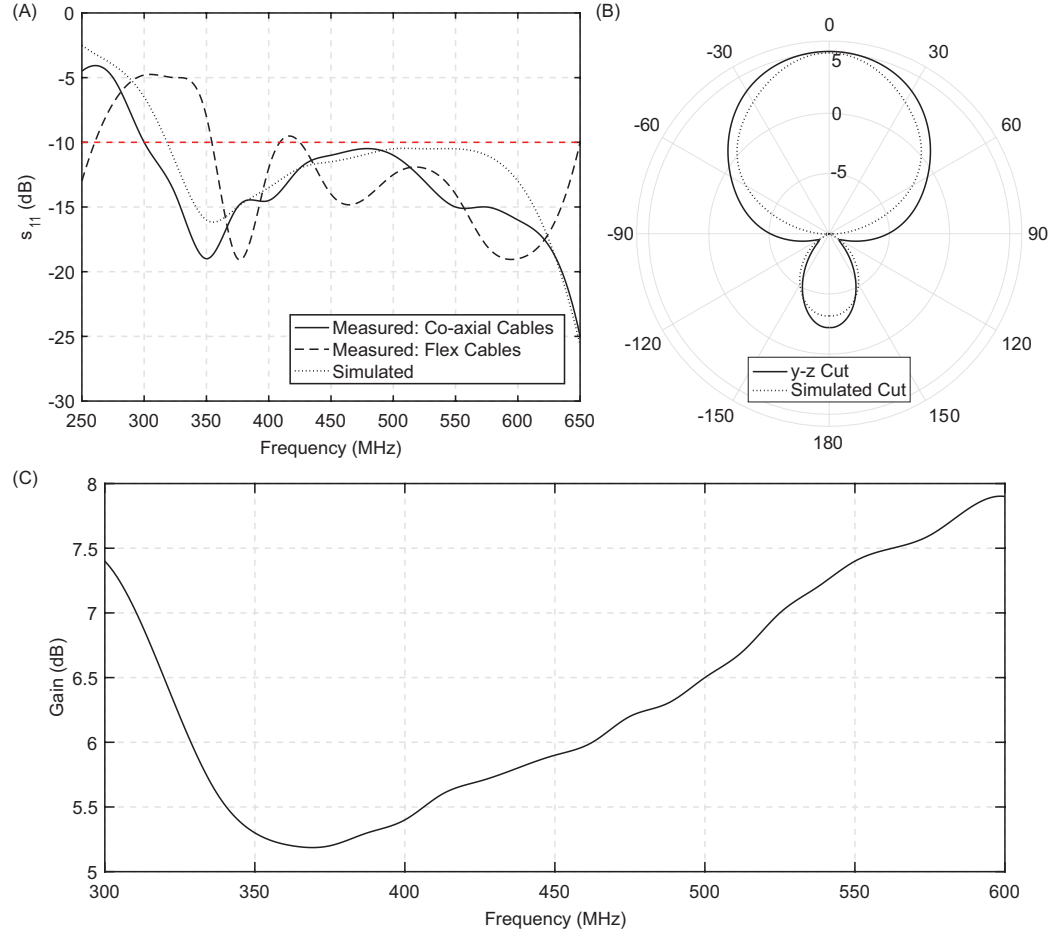 (A)
0
-5
-10
-15
-20
-25
-30
s11 (dB)
250 300 350 400 450 500 550 600 650
Frequency (MHz)
Measured: Co-axial Cables
Measured: Flex Cables
Simulated
(B)
0
-30 30
-60 60
-90 90
-120 120
-150 150
180
5
0
-5
y-z Cut
Simulated Cut
(C)
8
7.5
7
6.5
6
5.5
5
Gain (dB)
300 350 400 450 500 550 600
Frequency (MHz)